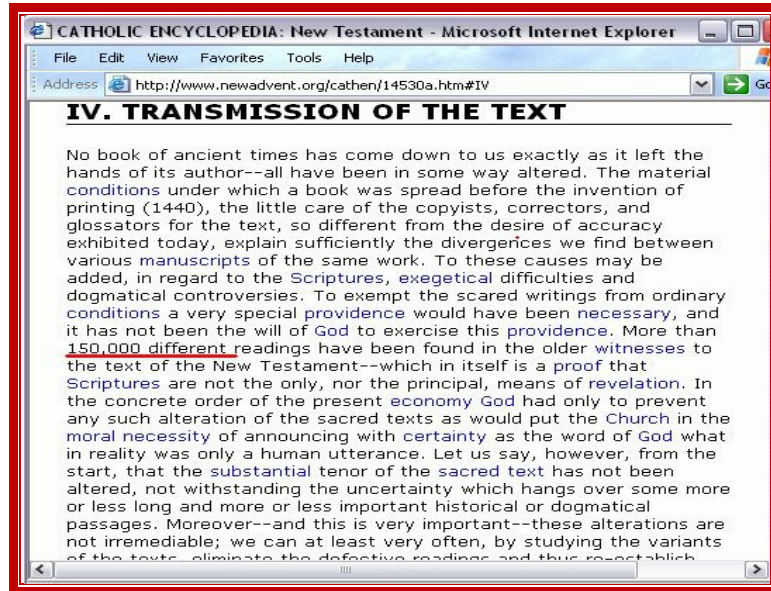 CATHOLIC ENCYCLOPEDIA: New Testament - Microsoft Internet Explorer
File Edit View Favorites Tools Help
Address http://www.newadvent.org/cathen/14530a.htm#IV Go
IV. TRANSMISSION OF THE TEXT
No book of ancient times has come down to us exactly as it left the
hands of its author--all have been in some way altered. The material
conditions under which a book was spread before the invention of
printing (1440), the little care of the copyists, correctors, and
glossators for the text, so different from the desire of accuracy
exhibited today, explain sufficiently the divergences we find between
various manuscripts of the same work. To these causes may be
added, in regard to the Scriptures, exegetical difficulties and
dogmatical controversies. To exempt the scared writings from ordinary
conditions a very special providence would have been necessary, and
it has not been the will of God to exercise this providence. More than
150,000 different readings have been found in the older witnesses to
the text of the New Testament--which in itself is a proof that
Scriptures are not the only, nor the principal, means of revelation. In
the concrete order of the present economy God had only to prevent
any such alteration of the sacred texts as would put the Church in the
moral necessity of announcing with certainty as the word of God what
in reality was only a human utterance. Let us say, however, from the
start, that the substantial tenor of the sacred text has not been
altered, not withstanding the uncertainty which hangs over some more
or less long and more or less important historical or dogmatical
passages. Moreover--and this is very important--these alterations are
not irremediable; we can at least very often, by studying the variants
of the texts, eliminate the defective readings and thus re-establish